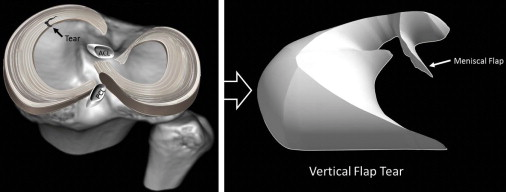 Tear
ACL
PCL
Meniscal Flap
Vertical Flap Tear